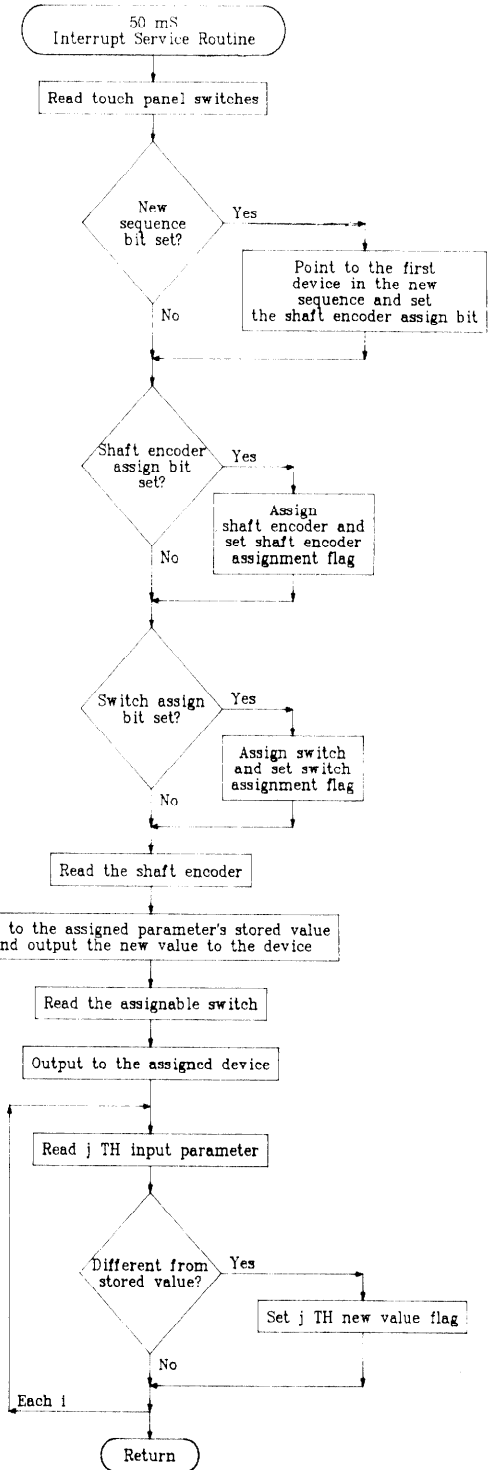 50 mS
Interrupt Service Routine
Read touch panel switches
New
sequence
bit set?
Yes
Point to the first
device in the new
sequence and set
the shaft encoder assign bit
No
Shaft encoder
assign bit
set?
Yes
Assign
shaft encoder and
set shaft encoder
assignment flag
No
Switch assign
bit set?
Yes
Assign switch
and set switch
assignment flag
No
Read the shaft encoder
to the assigned parameter's stored value
nd output the new value to the device
Read the assignable switch
Output to the assigned device
Read j TH input parameter
Different from
stored value?
Yes
Set j TH new value flag
No
Each i
Return